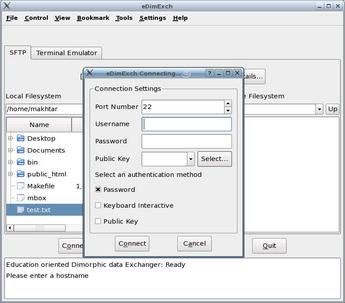 eDimExch
File Control View Bookmark Tools Settings Help
SFTP Terminal Emulator
eDimExch Connecting...
ails...
Local Filesystem
e Filesystem
/home/makhtar
Up
Name
Desktop
Documents
bin
public_html
Makefile 1,
mbox
test.txt
Connection Settings
Port Number 22
Username
Password
Public Key Select...
Select an authentication method
Password
Keyboard Interactive
Public Key
Connect Cancel
Conne
Quit
Education oriented Dimorphic data Exchanger: Ready
Please enter a hostname